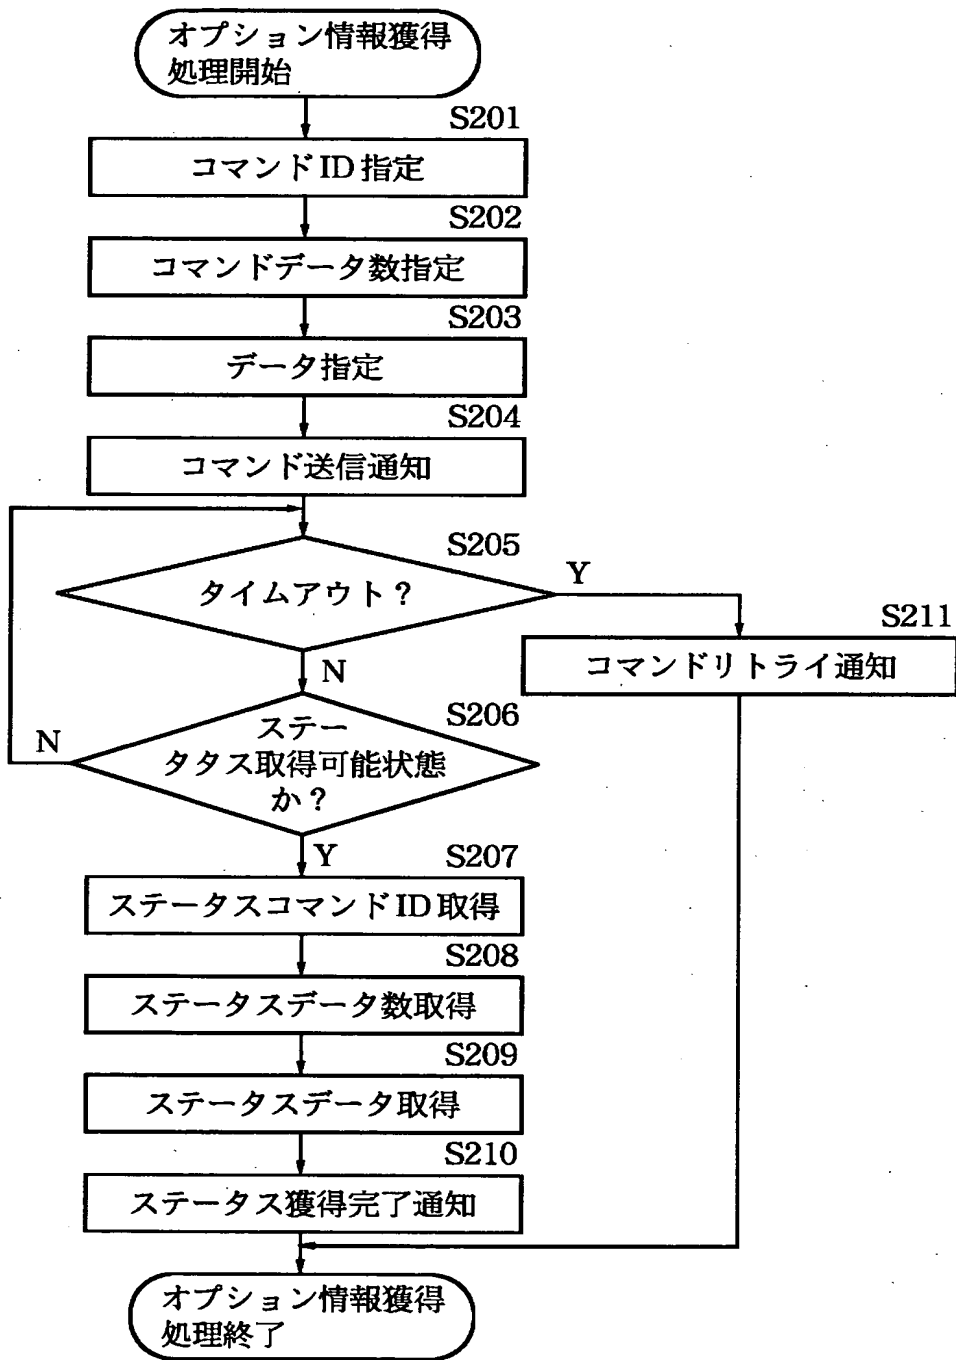 オプション情報獲得
処理開始
S201
コマンドID指定
S202
コマンドデータ数指定
S203
データ指定
S204
コマンド送信通知
S205
タイムアウト？
Y
S211
コマンドリトライ通知
N
S206
ステー
タタス取得可能状態
か？
N
Y
S207
ステータスコマンドID取得
S208
ステータスデータ数取得
S209
ステータスデータ取得
S210
ステータス獲得完了通知
オプション情報獲得
処理終了